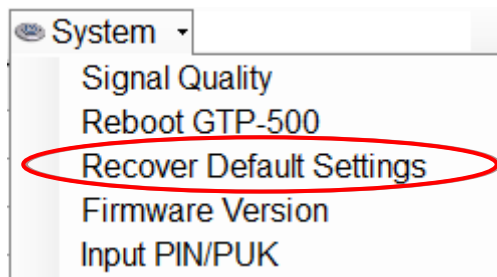 System
Signal Quality
Reboot GTP-500
Recover Default Settings
Firmware Version
Input PIN/PUK